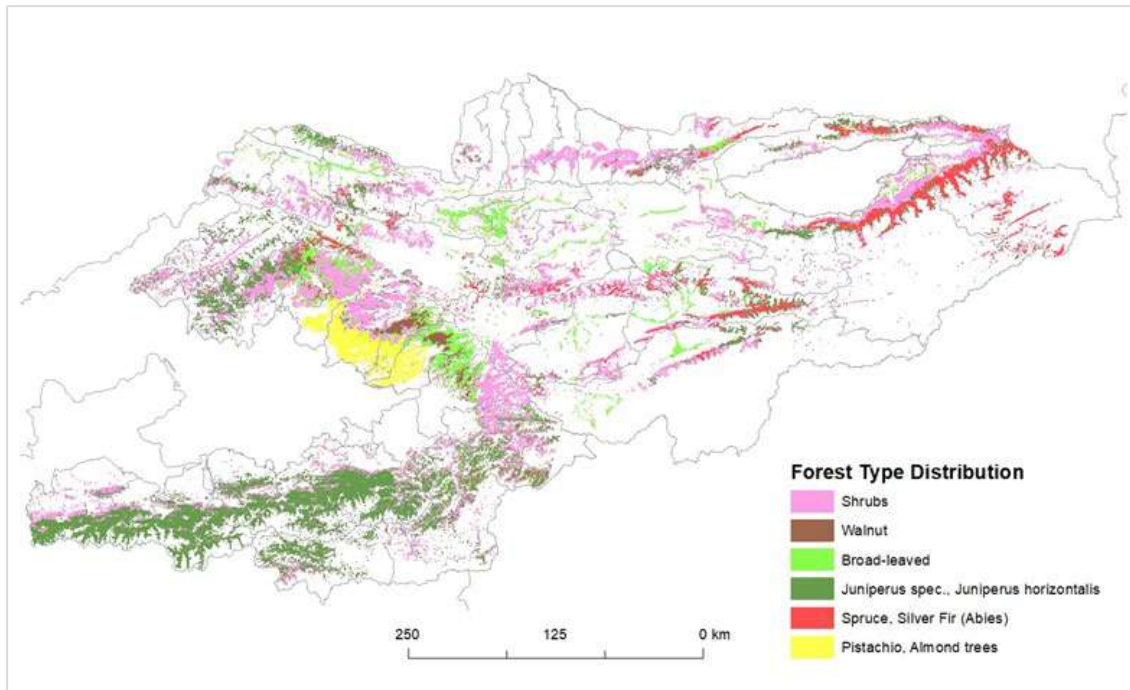 Forest Type Distribution
Shrubs
Walnut
Broad-leaved
Juniperus spec., Juniperus horizontalis
Spruce, Silver Fir (Abies)
Pistachio, Almond trees
250 125 0 km